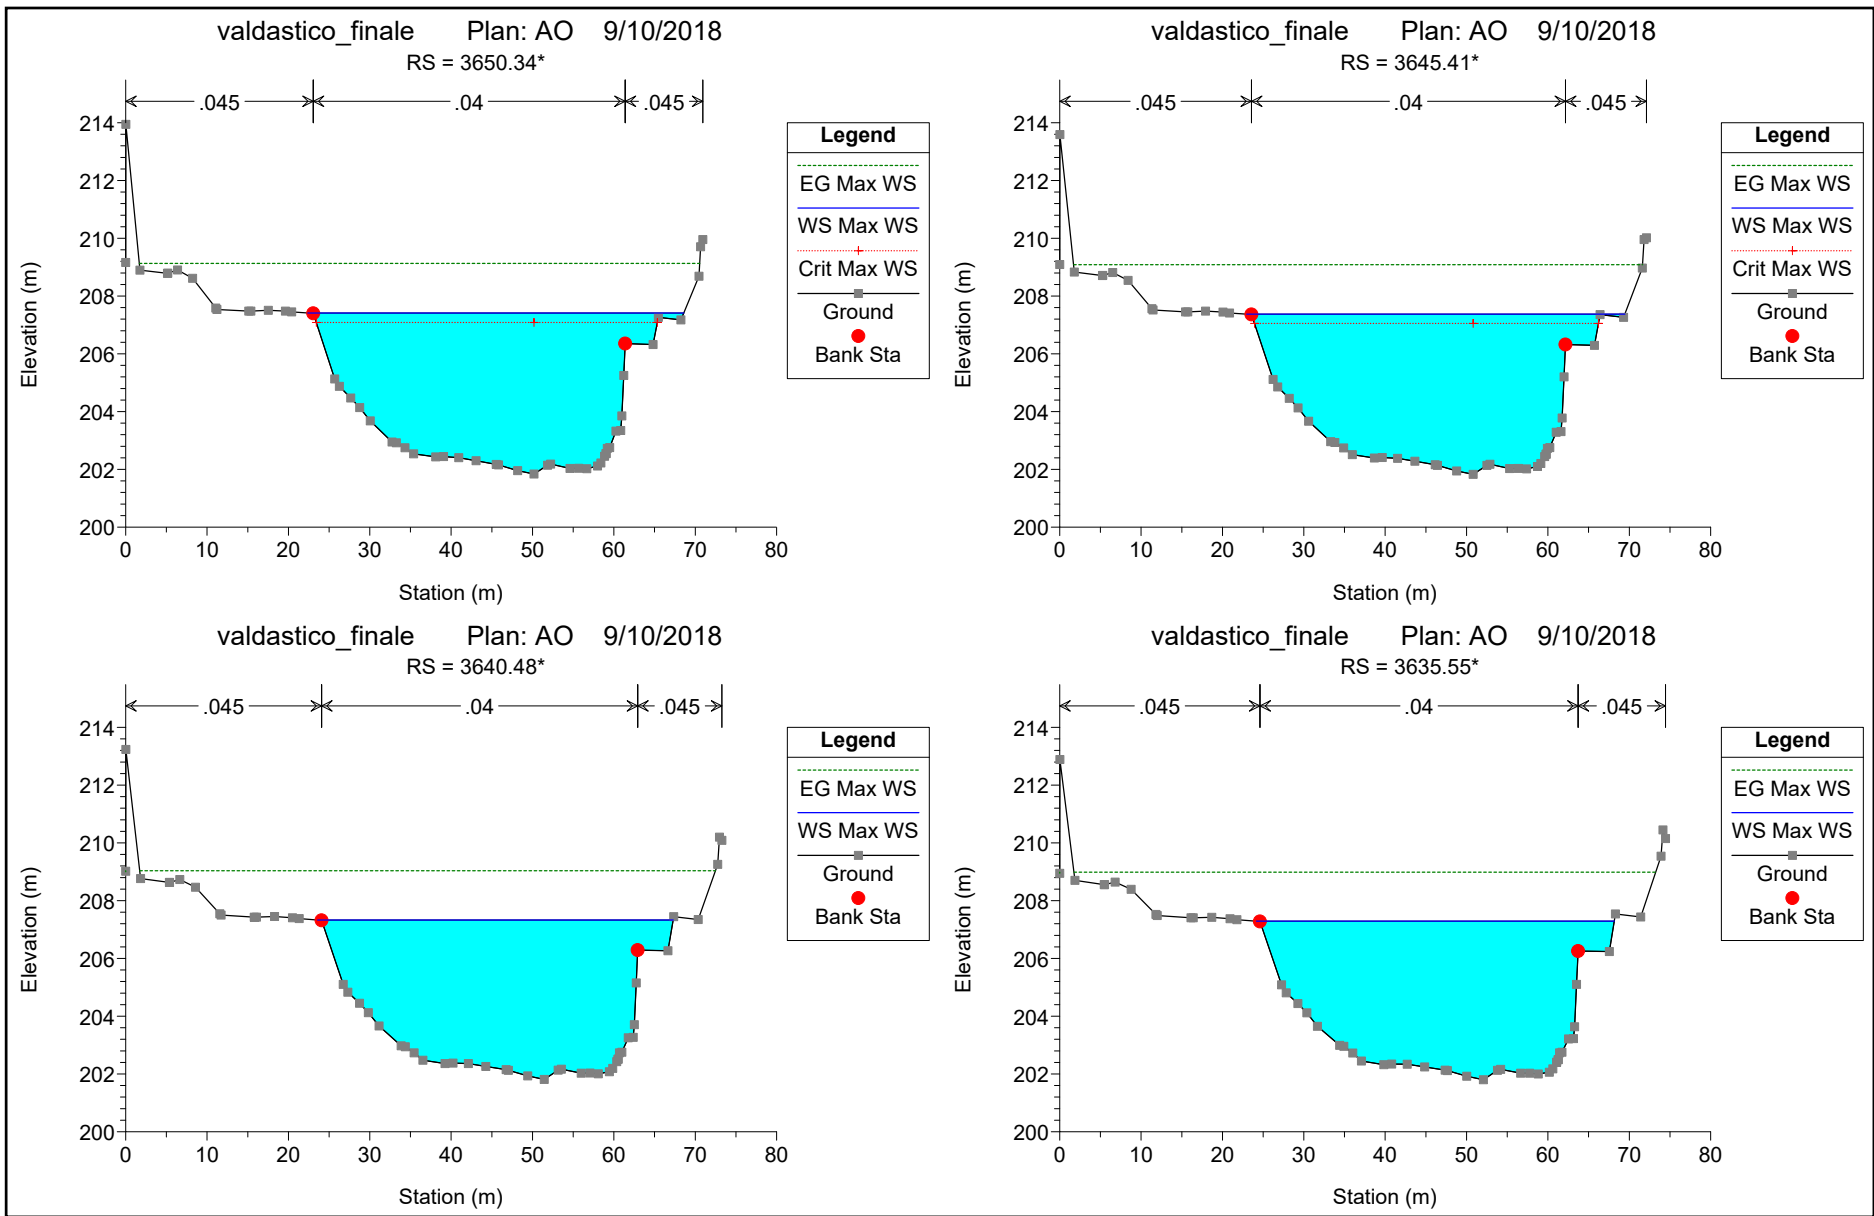 valdastico_finale Plan: AO 9/10/2018
RS = 3650.34*
.045 .04 .045
214
212
210
208
206
204
202
200
Elevation (m)
0 10 20 30 40 50 60 70 80
Station (m)
Legend
EG Max WS
WS Max WS
Crit Max WS
Ground
Bank Sta
valdastico_finale Plan: AO 9/10/2018
RS = 3645.41*
.045 .04 .045
214
212
210
208
206
204
202
200
Elevation (m)
0 10 20 30 40 50 60 70 80
Station (m)
Legend
EG Max WS
WS Max WS
Crit Max WS
Ground
Bank Sta
valdastico_finale Plan: AO 9/10/2018
RS = 3640.48*
.045 .04 .045
214
212
210
208
206
204
202
200
Elevation (m)
0 10 20 30 40 50 60 70 80
Station (m)
Legend
EG Max WS
WS Max WS
Ground
Bank Sta
valdastico_finale Plan: AO 9/10/2018
RS = 3635.55*
.045 .04 .045
214
212
210
208
206
204
202
200
Elevation (m)
0 10 20 30 40 50 60 70 80
Station (m)
Legend
EG Max WS
WS Max WS
Ground
Bank Sta